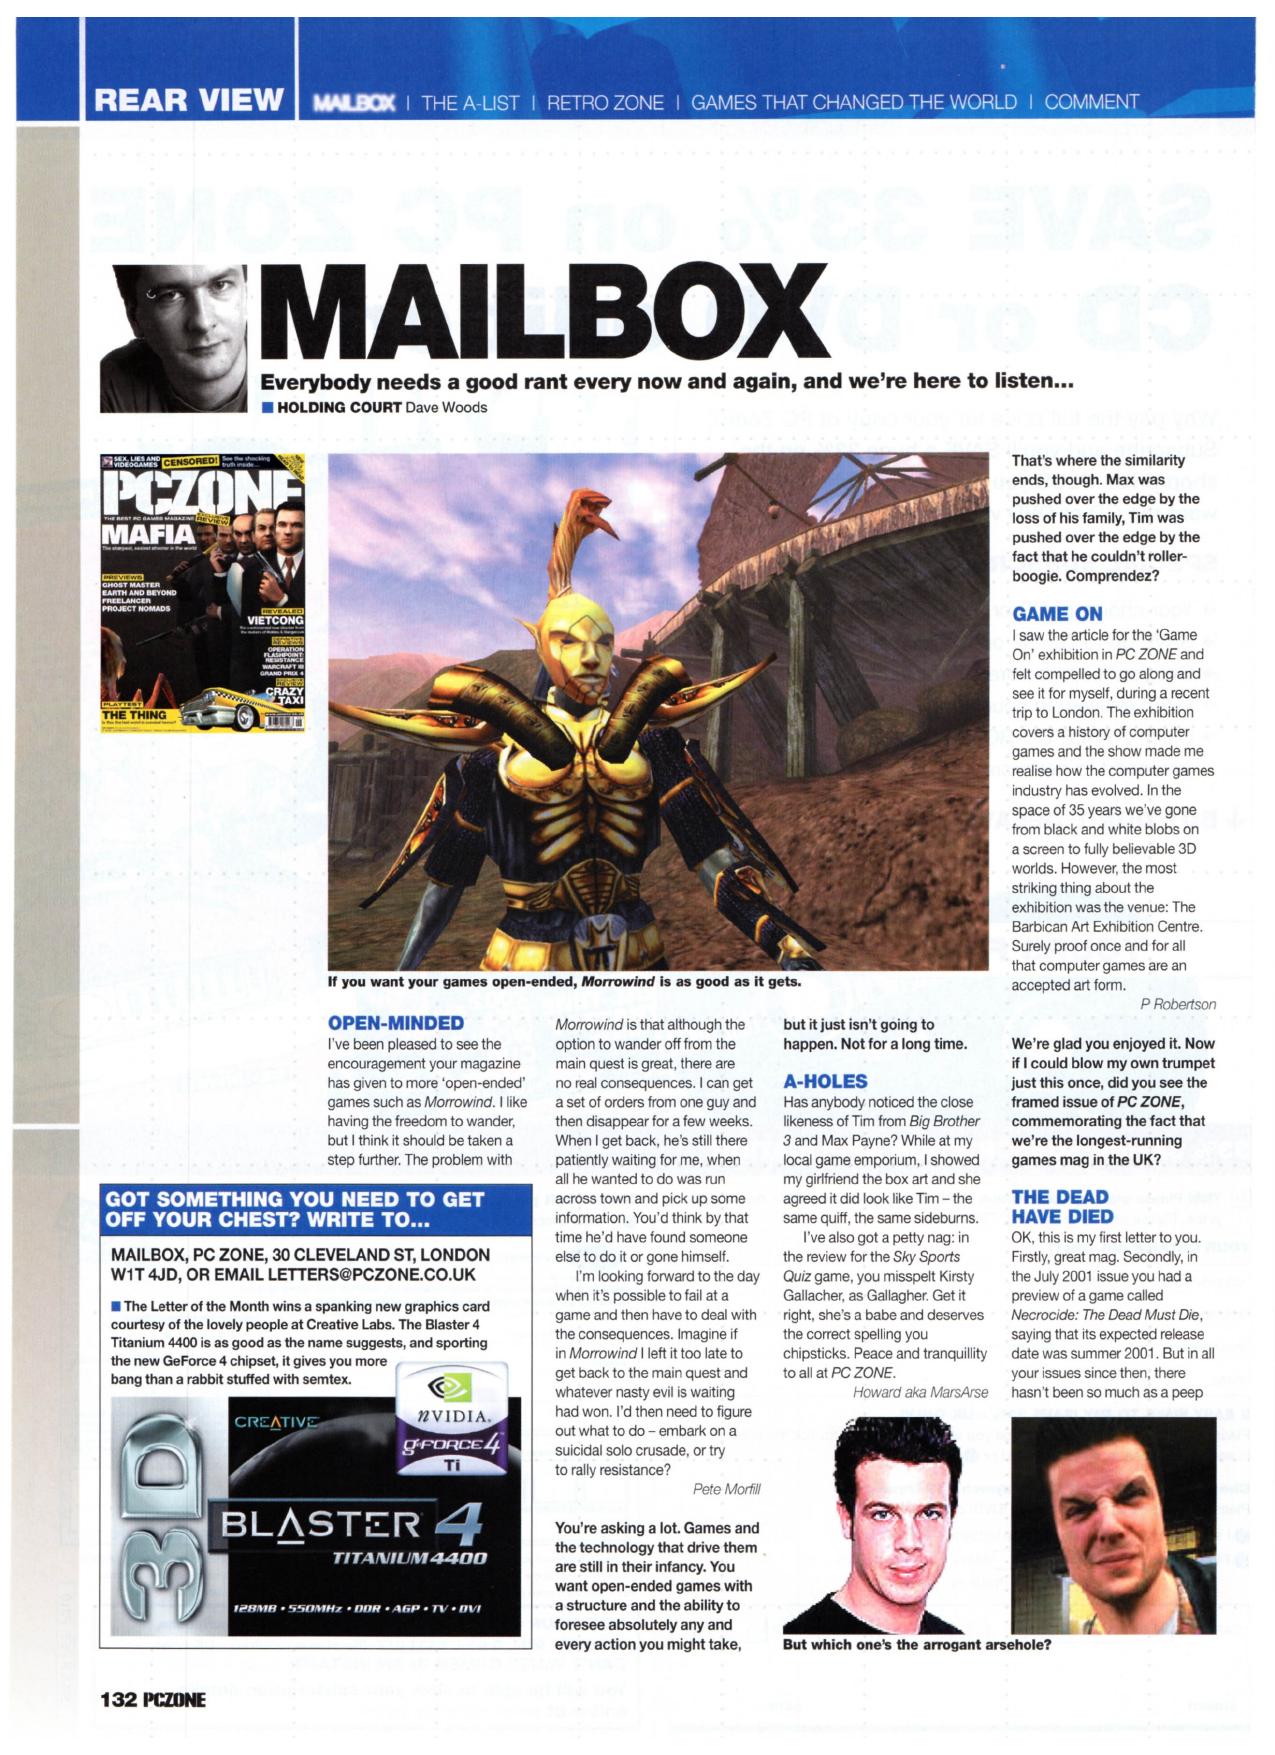 REAR VIEW
MAILBOX | THE A-LIST | RETRO ZONE | GAMES THAT CHANGED THE WORLD | COMMENT
MAILBOX
Everybody needs a good rant every now and again, and we're here to listen...
■ HOLDING COURT Dave Woods
SEX, LIES AND
VIDEOGAMES
CENSORED!
See the shocking
truth inside...
PCZONE
THE BEST PC GAMES MAGAZINE
REVIEW
MAFIA
PREVIEWS
GHOST MASTER
EARTH AND BEYOND
FREELANCER
PROJECT NOMADS
REVEALED
VIETCONG
OPERATION
FLASHPOINT:
RESISTANCE
WARCRAFT III
GRAND PRIX 4
CRAZY
TAXI
PLAYTEST
THE THING
If you want your games open-ended, Morrowind is as good as it gets.
OPEN-MINDED
I've been pleased to see the
encouragement your magazine
has given to more 'open-ended'
games such as Morrowind. I like
having the freedom to wander,
but I think it should be taken a
step further. The problem with
Morrowind is that although the
option to wander off from the
main quest is great, there are
no real consequences. I can get
a set of orders from one guy and
then disappear for a few weeks.
When I get back, he's still there
patiently waiting for me, when
all he wanted to do was run
across town and pick up some
information. You'd think by that
time he'd have found someone
else to do it or gone himself.
I'm looking forward to the day
when it's possible to fail at a
game and then have to deal with
the consequences. Imagine if
in Morrowind I left it too late to
get back to the main quest and
whatever nasty evil is waiting
had won. I'd then need to figure
out what to do – embark on a
suicidal solo crusade, or try
to rally resistance?
Pete Morfill
You're asking a lot. Games and
the technology that drive them
are still in their infancy. You
want open-ended games with
a structure and the ability to
foresee absolutely any and
every action you might take,
but it just isn't going to
happen. Not for a long time.
A-HOLES
Has anybody noticed the close
likeness of Tim from Big Brother
3 and Max Payne? While at my
local game emporium, I showed
my girlfriend the box art and she
agreed it did look like Tim – the
same quiff, the same sideburns.
I've also got a petty nag: in
the review for the Sky Sports
Quiz game, you misspelt Kirsty
Gallacher, as Gallagher. Get it
right, she's a babe and deserves
the correct spelling you
chipsticks. Peace and tranquillity
to all at PC ZONE.
Howard aka MarsArse
But which one's the arrogant arsehole?
That's where the similarity
ends, though. Max was
pushed over the edge by the
loss of his family, Tim was
pushed over the edge by the
fact that he couldn't roller-
boogie. Comprendez?
GAME ON
I saw the article for the 'Game
On' exhibition in PC ZONE and
felt compelled to go along and
see it for myself, during a recent
trip to London. The exhibition
covers a history of computer
games and the show made me
realise how the computer games
industry has evolved. In the
space of 35 years we've gone
from black and white blobs on
a screen to fully believable 3D
worlds. However, the most
striking thing about the
exhibition was the venue: The
Barbican Art Exhibition Centre.
Surely proof once and for all
that computer games are an
accepted art form.
P Robertson
We're glad you enjoyed it. Now
if I could blow my own trumpet
just this once, did you see the
framed issue of PC ZONE,
commemorating the fact that
we're the longest-running
games mag in the UK?
THE DEAD
HAVE DIED
OK, this is my first letter to you.
Firstly, great mag. Secondly, in
the July 2001 issue you had a
preview of a game called
Necrocide: The Dead Must Die,
saying that its expected release
date was summer 2001. But in all
your issues since then, there
hasn't been so much as a peep
GOT SOMETHING YOU NEED TO GET
OFF YOUR CHEST? WRITE TO...
MAILBOX, PC ZONE, 30 CLEVELAND ST, LONDON
W1T 4JD, OR EMAIL LETTERS@PCZONE.CO.UK
■ The Letter of the Month wins a spanking new graphics card
courtesy of the lovely people at Creative Labs. The Blaster 4
Titanium 4400 is as good as the name suggests, and sporting
the new GeForce 4 chipset, it gives you more
bang than a rabbit stuffed with semtex.
3D
CREATIVE
nVIDIA.
GFORCE4
Ti
BLASTER 4
TITANIUM 4400
128MB • 550MHz • DDR • AGP • TV • DVI
132 PCZONE